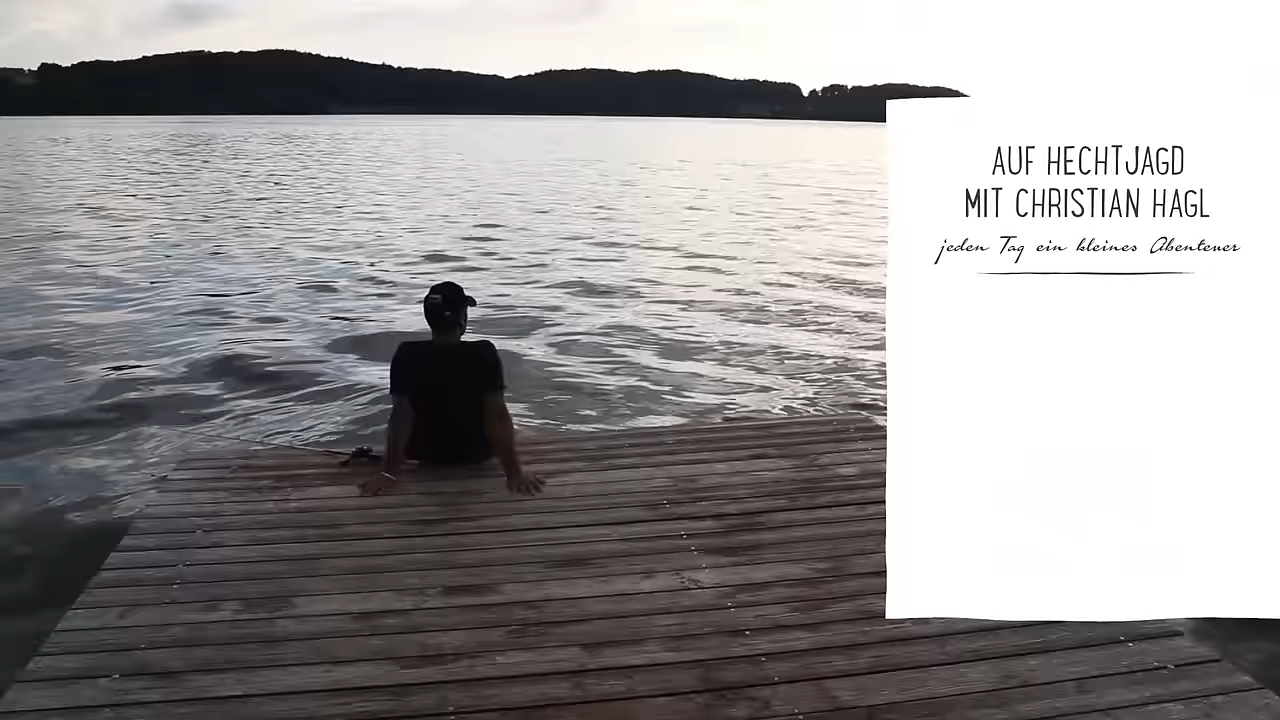 AUF HECHTJAGD
MIT CHRISTIAN HAGL
jeden Tag ein kleines Abenteuer